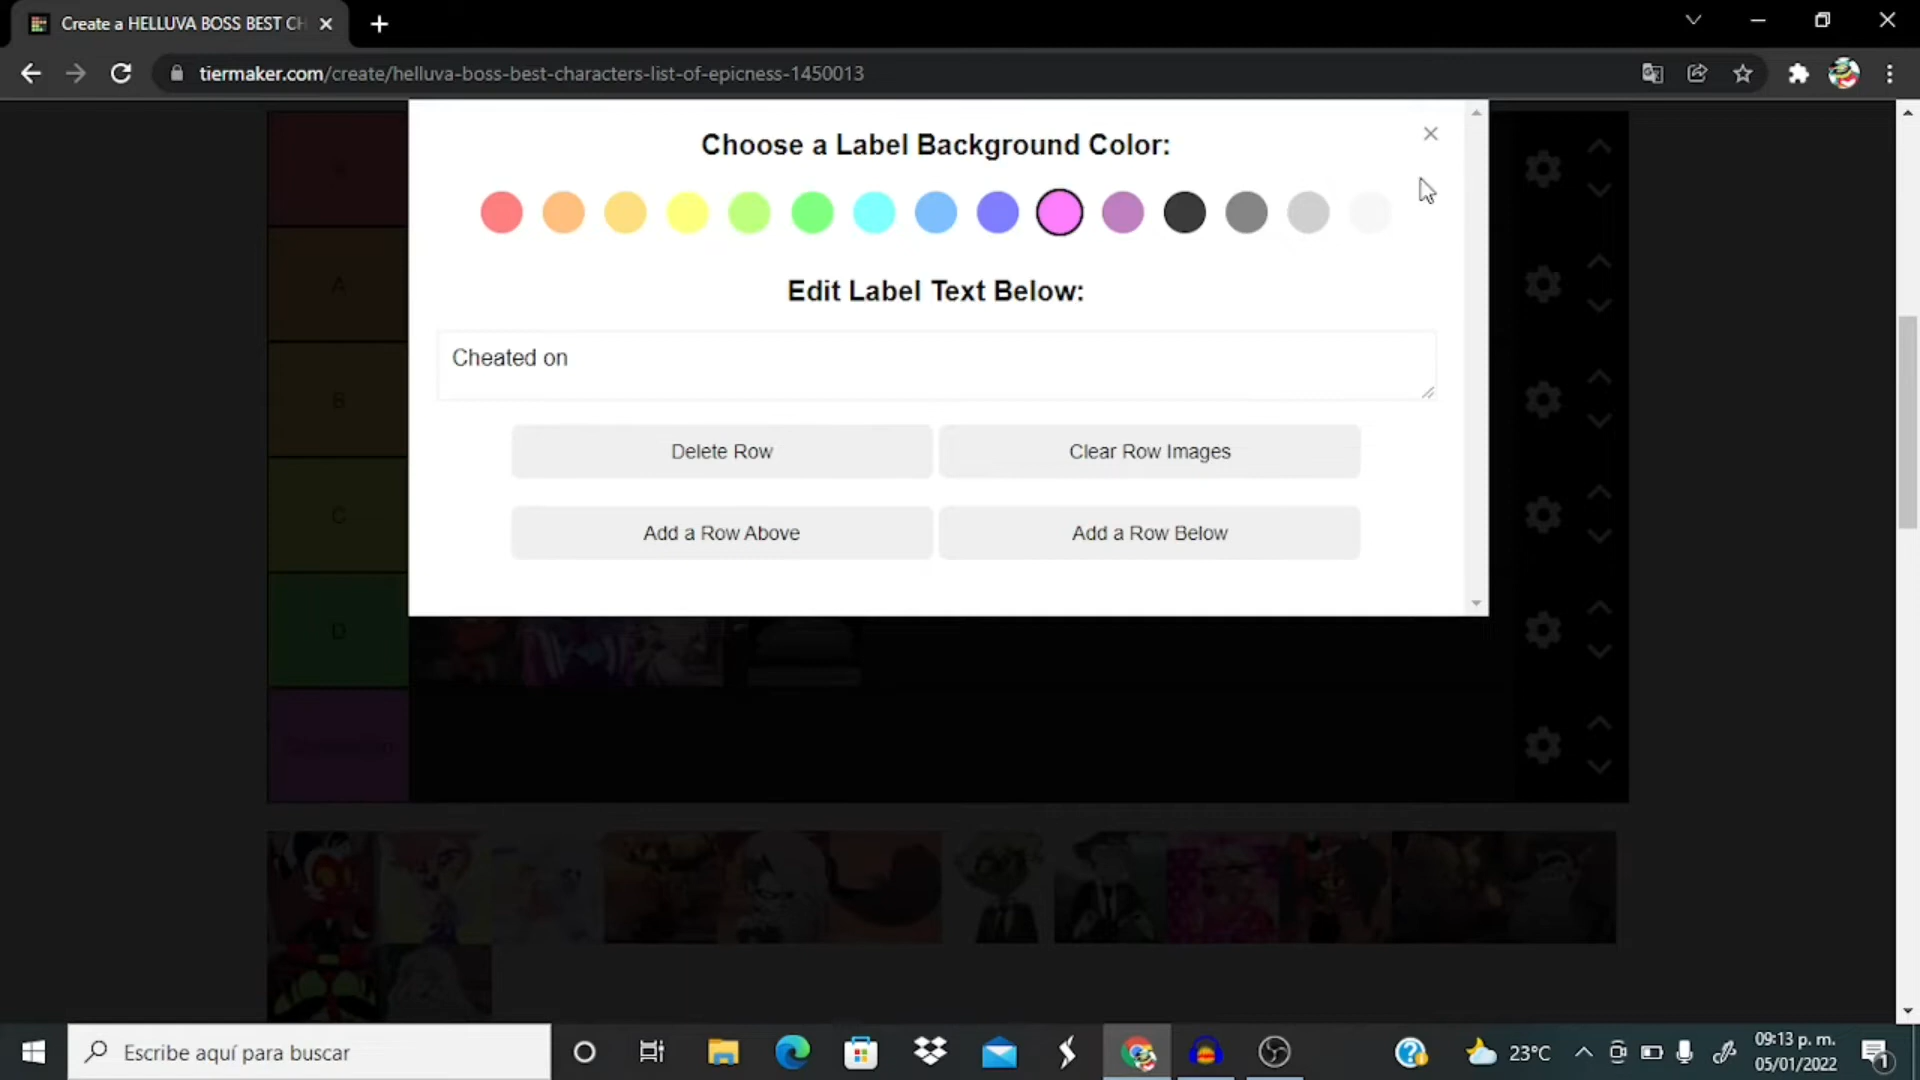 Create a HELLUVA BOSS BEST CH
tiermaker.com/create/helluva-boss-best-characters-list-of-epicness-1450013
Choose a Label Background Color:
Edit Label Text Below:
Cheated on
Delete Row
Clear Row Images
Add a Row Above
Add a Row Below
A
B
C
D
Escribe aquí para buscar
23°C
09:13 p. m.
05/01/2022
1